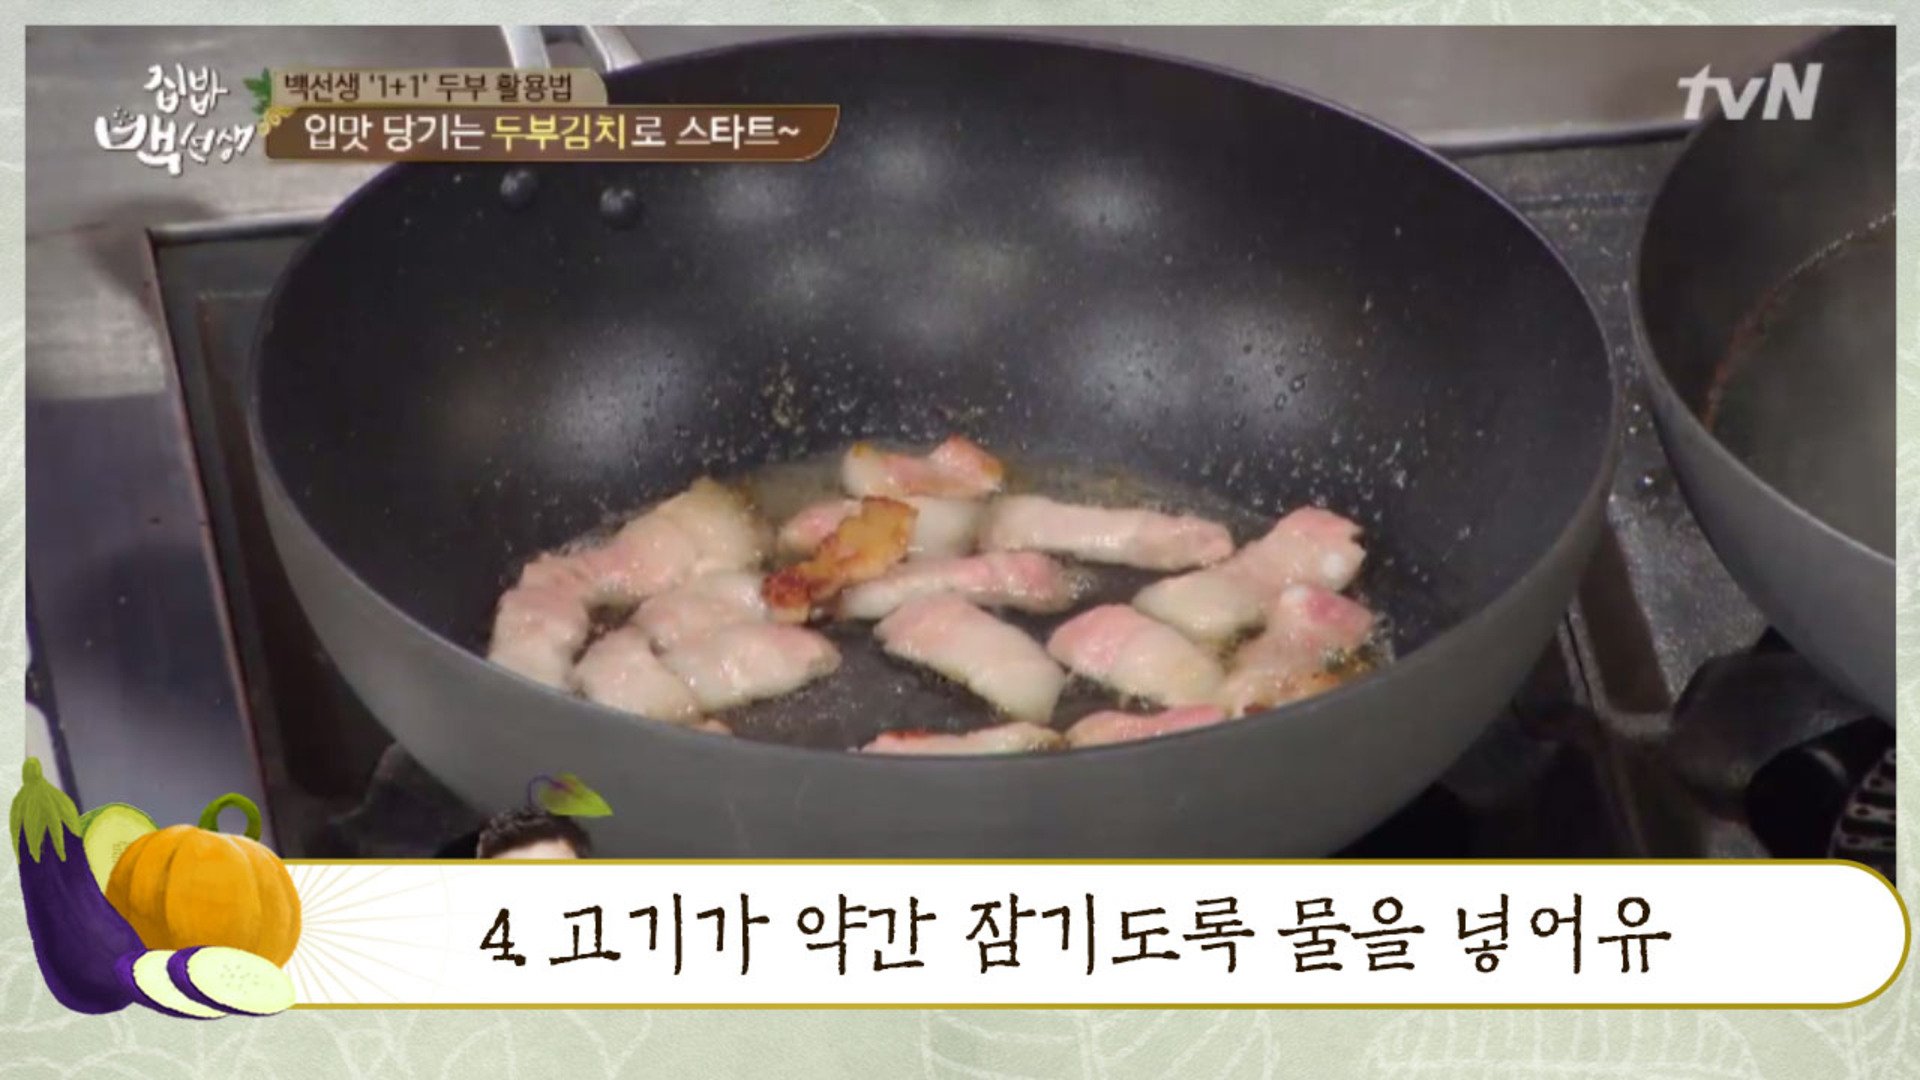 집밥
백선생
백선생 '1+1' 두부 활용법
입맛 당기는 두부김치로 스타트~
tvN
4. 고기가 약간 잠기도록 물을 넣어유